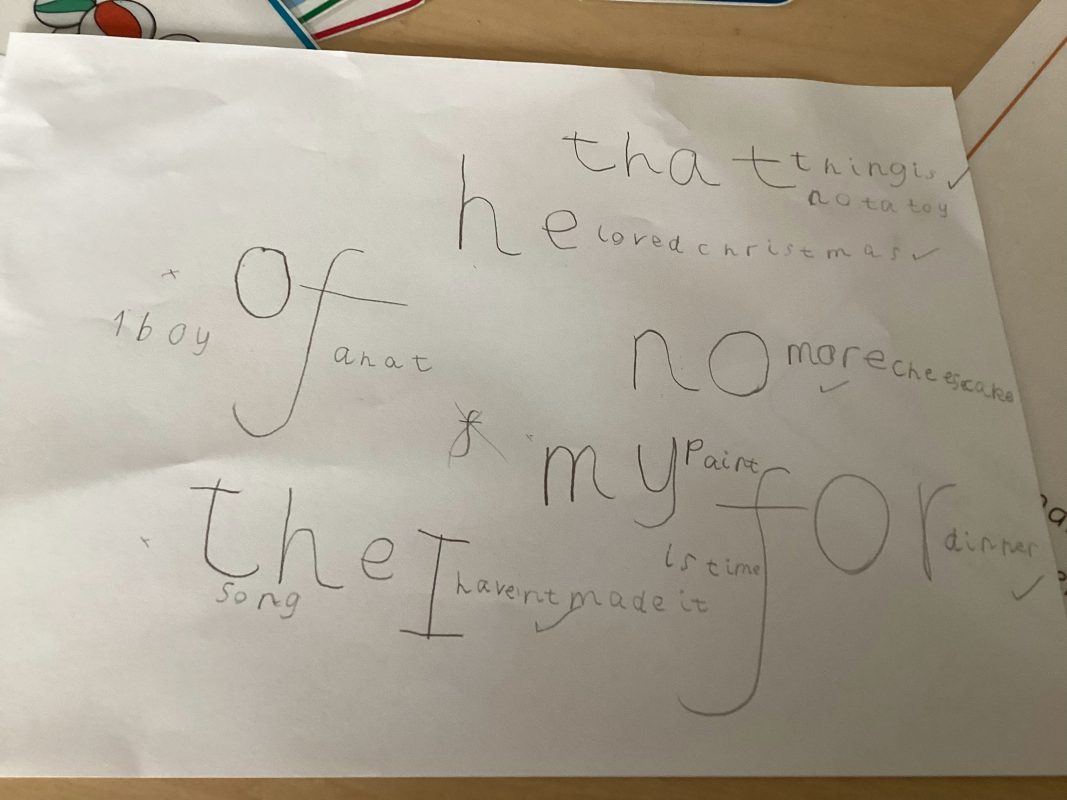 that thing is
not a toy
he loved christmas
of
1 boy
a hat
no more cheesecake
my Paint
for dinner
is time
the
song
I havent made it